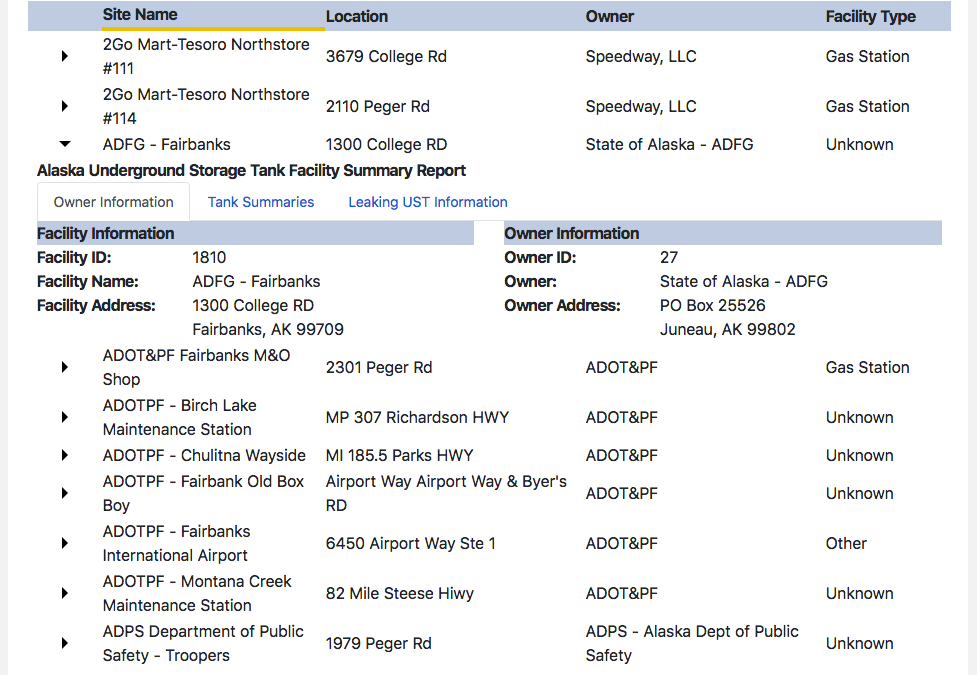 Site Name Location Owner Facility Type
2Go Mart-Tesoro Northstore
#111
3679 College Rd Speedway, LLC Gas Station
2Go Mart-Tesoro Northstore
#114
2110 Peger Rd Speedway, LLC Gas Station
ADFG - Fairbanks 1300 College RD State of Alaska - ADFG Unknown
Alaska Underground Storage Tank Facility Summary Report
Owner Information Tank Summaries Leaking UST Information
Facility Information Owner Information
Facility ID: 1810 Owner ID: 27
Facility Name: ADFG - Fairbanks Owner: State of Alaska - ADFG
Facility Address: 1300 College RD Owner Address: PO Box 25526
Fairbanks, AK 99709 Juneau, AK 99802
ADOT&PF Fairbanks M&O
Shop
2301 Peger Rd ADOT&PF Gas Station
ADOTPF - Birch Lake
Maintenance Station
MP 307 Richardson HWY ADOT&PF Unknown
ADOTPF - Chulitna Wayside MI 185.5 Parks HWY ADOT&PF Unknown
ADOTPF - Fairbank Old Box
Boy
Airport Way Airport Way & Byer's
RD
ADOT&PF Unknown
ADOTPF - Fairbanks
International Airport
6450 Airport Way Ste 1 ADOT&PF Other
ADOTPF - Montana Creek
Maintenance Station
82 Mile Steese Hiwy ADOT&PF Unknown
ADPS Department of Public
Safety - Troopers
1979 Peger Rd
ADPS - Alaska Dept of Public
Safety
Unknown